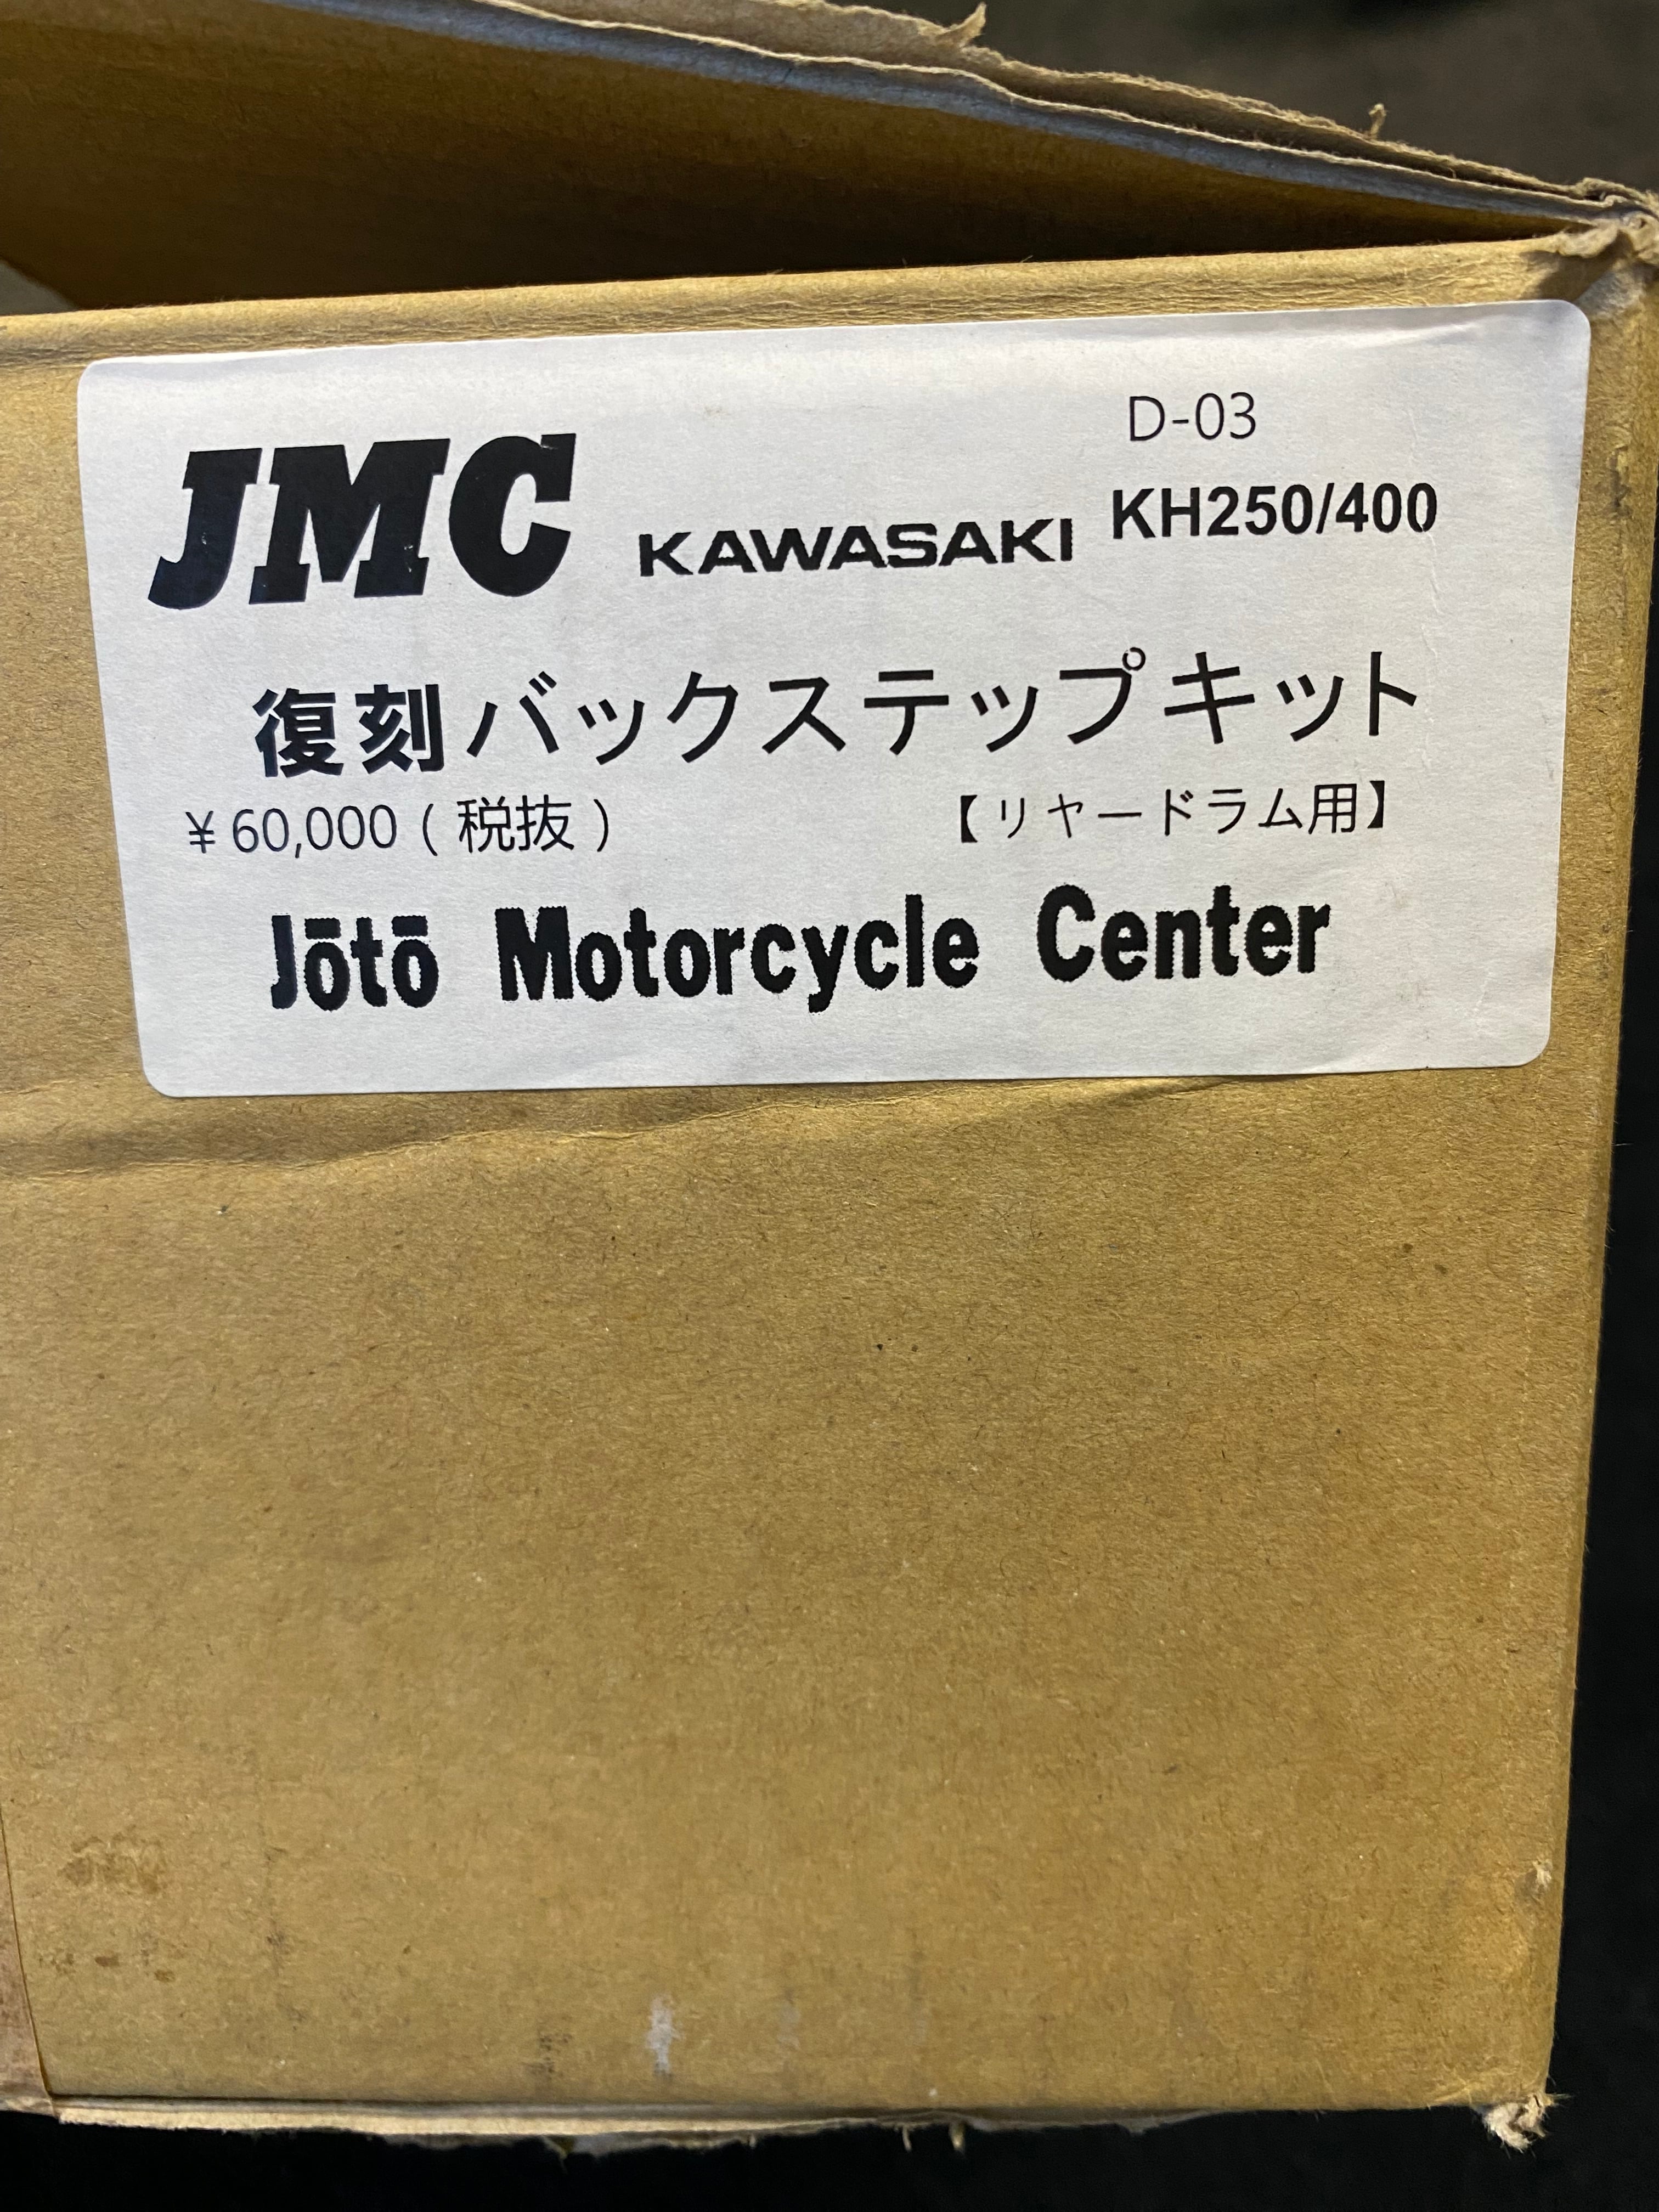 D-03
JMC KAWASAKI KH250/400
復刻バックステップキット
¥60,000(税抜) 【リヤードラム用】
Jōtō Motorcycle Center